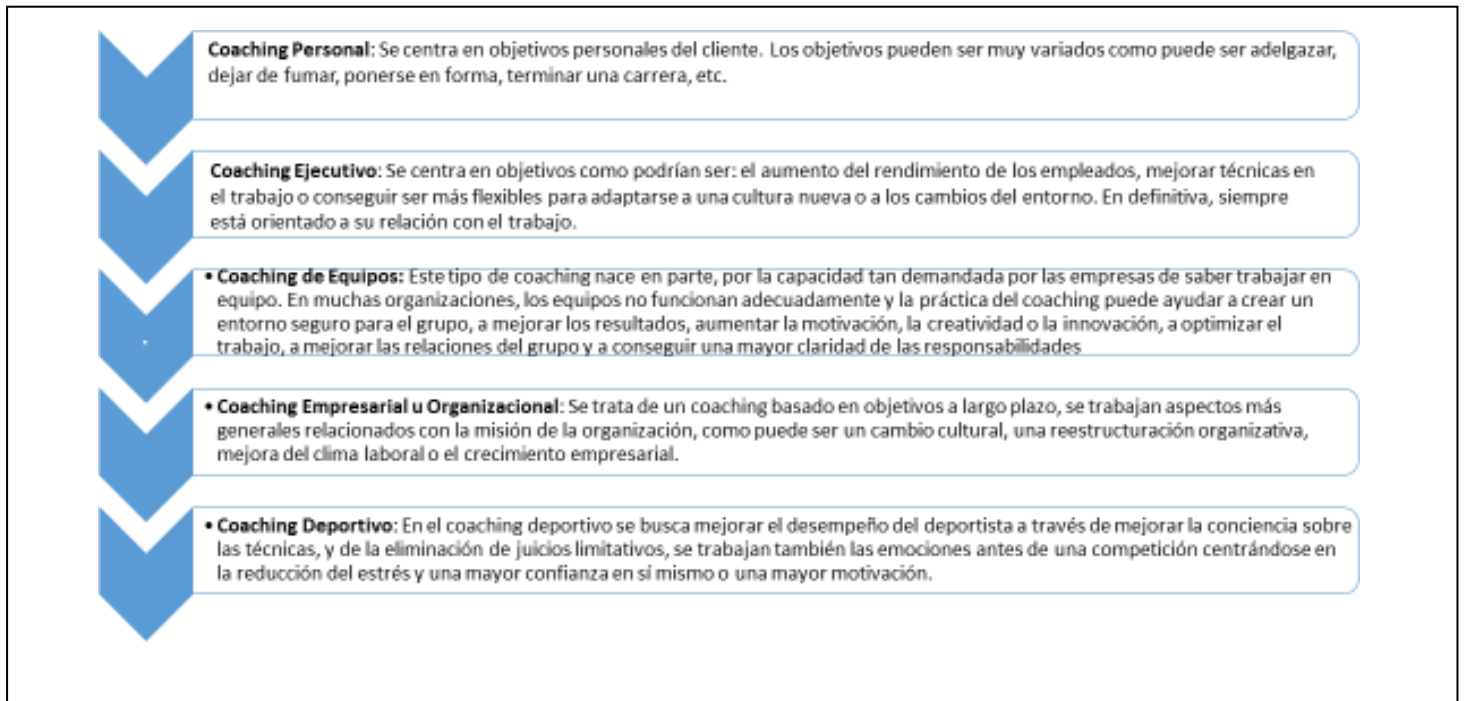 Coaching Personal: Se centra en objetivos personales del cliente. Los objetivos pueden ser muy variados como puede ser adelgazar,
dejar de fumar, ponerse en forma, terminar una carrera, etc.
Coaching Ejecutivo: Se centra en objetivos como podrían ser: el aumento del rendimiento de los empleados, mejorar técnicas en
el trabajo o conseguir ser más flexibles para adaptarse a una cultura nueva o a los cambios del entorno. En definitiva, siempre
está orientado a su relación con el trabajo.
• Coaching de Equipos: Este tipo de coaching nace en parte, por la capacidad tan demandada por las empresas de saber trabajar en
equipo. En muchas organizaciones, los equipos no funcionan adecuadamente y la práctica del coaching puede ayudar a crear un
entorno seguro para el grupo, a mejorar los resultados, aumentar la motivación, la creatividad o la innovación, a optimizar el
trabajo, a mejorar las relaciones del grupo y a conseguir una mayor claridad de las responsabilidades
• Coaching Empresarial u Organizacional: Se trata de un coaching basado en objetivos a largo plazo, se trabajan aspectos más
generales relacionados con la misión de la organización, como puede ser un cambio cultural, una reestructuración organizativa,
mejora del clima laboral o el crecimiento empresarial.
• Coaching Deportivo: En el coaching deportivo se busca mejorar el desempeño del deportista a través de mejorar la conciencia sobre
las técnicas, y de la eliminación de juicios limitativos, se trabajan también las emociones antes de una competición centrándose en
la reducción del estrés y una mayor confianza en sí mismo o una mayor motivación.